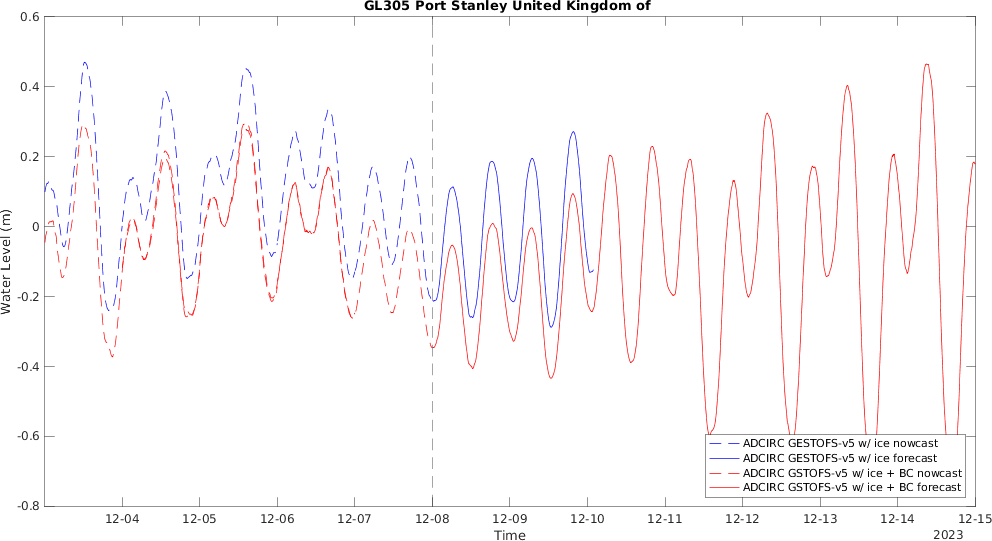 GL305 Port Stanley United Kingdom of
0.6
0.4
0.2
0
-0.2
-0.4
-0.6
-0.8
Water Level (m)
ADCIRC GESTOFS-v5 w/ ice nowcast
ADCIRC GESTOFS-v5 w/ ice forecast
ADCIRC GSTOFS-v5 w/ ice + BC nowcast
ADCIRC GSTOFS-v5 w/ ice + BC forecast
12-04 12-05 12-06 12-07 12-08 12-09 12-10 12-11 12-12 12-13 12-14 12-15
Time
2023